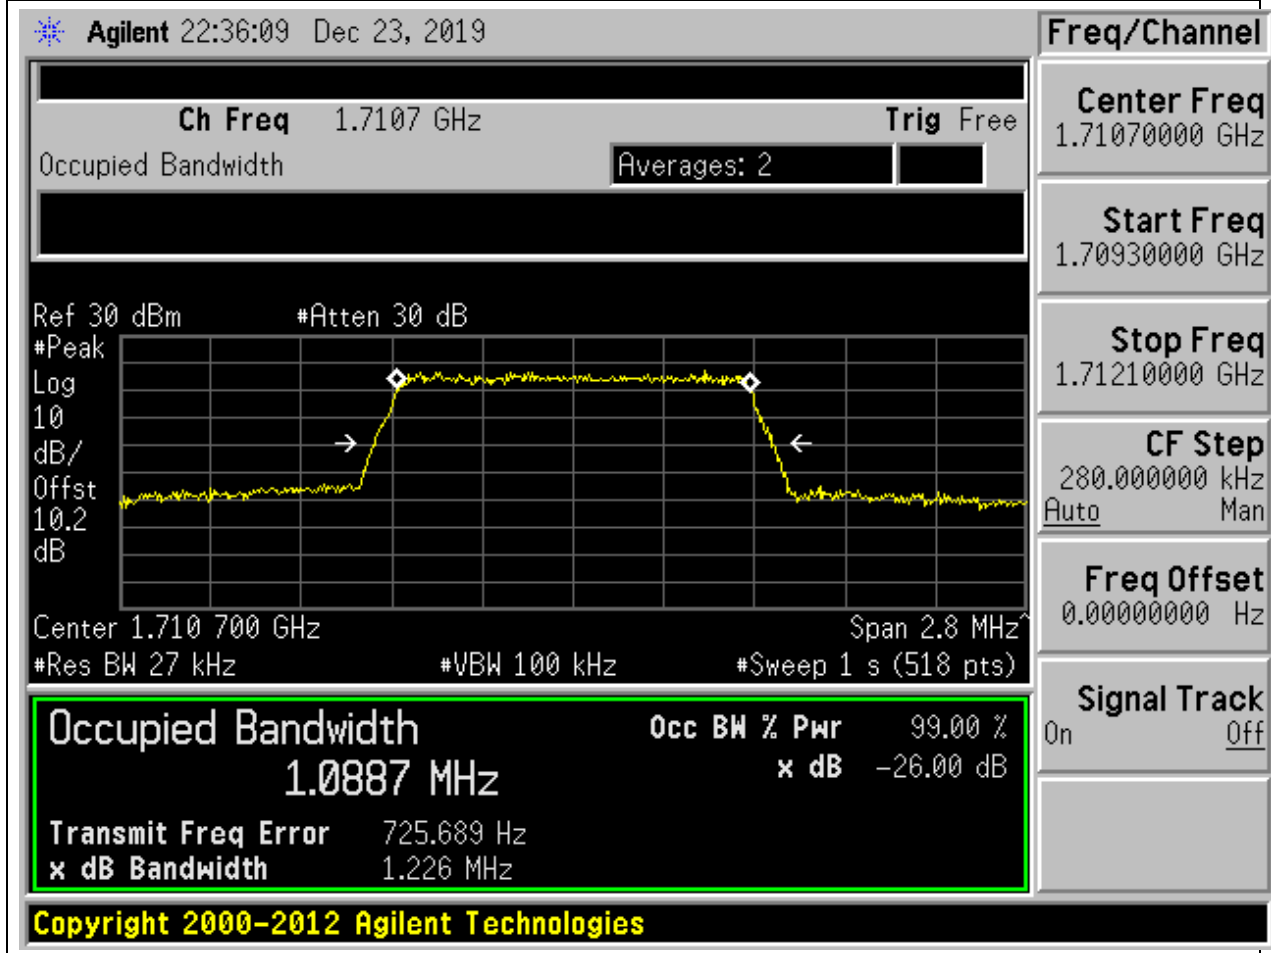 Agilent 22:36:09 Dec 23, 2019
Freq/Channel
Ch Freq 1.7107 GHz Trig Free
Occupied Bandwidth Averages: 2
Ref 30 dBm #Atten 30 dB
#Peak
Log
10
dB/
Offst
10.2
dB
Center 1.710 700 GHz Span 2.8 MHz^
#Res BW 27 kHz #VBW 100 kHz #Sweep 1 s (518 pts)
Occupied Bandwidth Occ BW % Pwr 99.00 %
1.0887 MHz x dB -26.00 dB
Transmit Freq Error 725.689 Hz
x dB Bandwidth 1.226 MHz
Copyright 2000-2012 Agilent Technologies
Center Freq
1.71070000 GHz
Start Freq
1.70930000 GHz
Stop Freq
1.71210000 GHz
CF Step
280.000000 kHz
Auto Man
Freq Offset
0.00000000 Hz
Signal Track
On Off